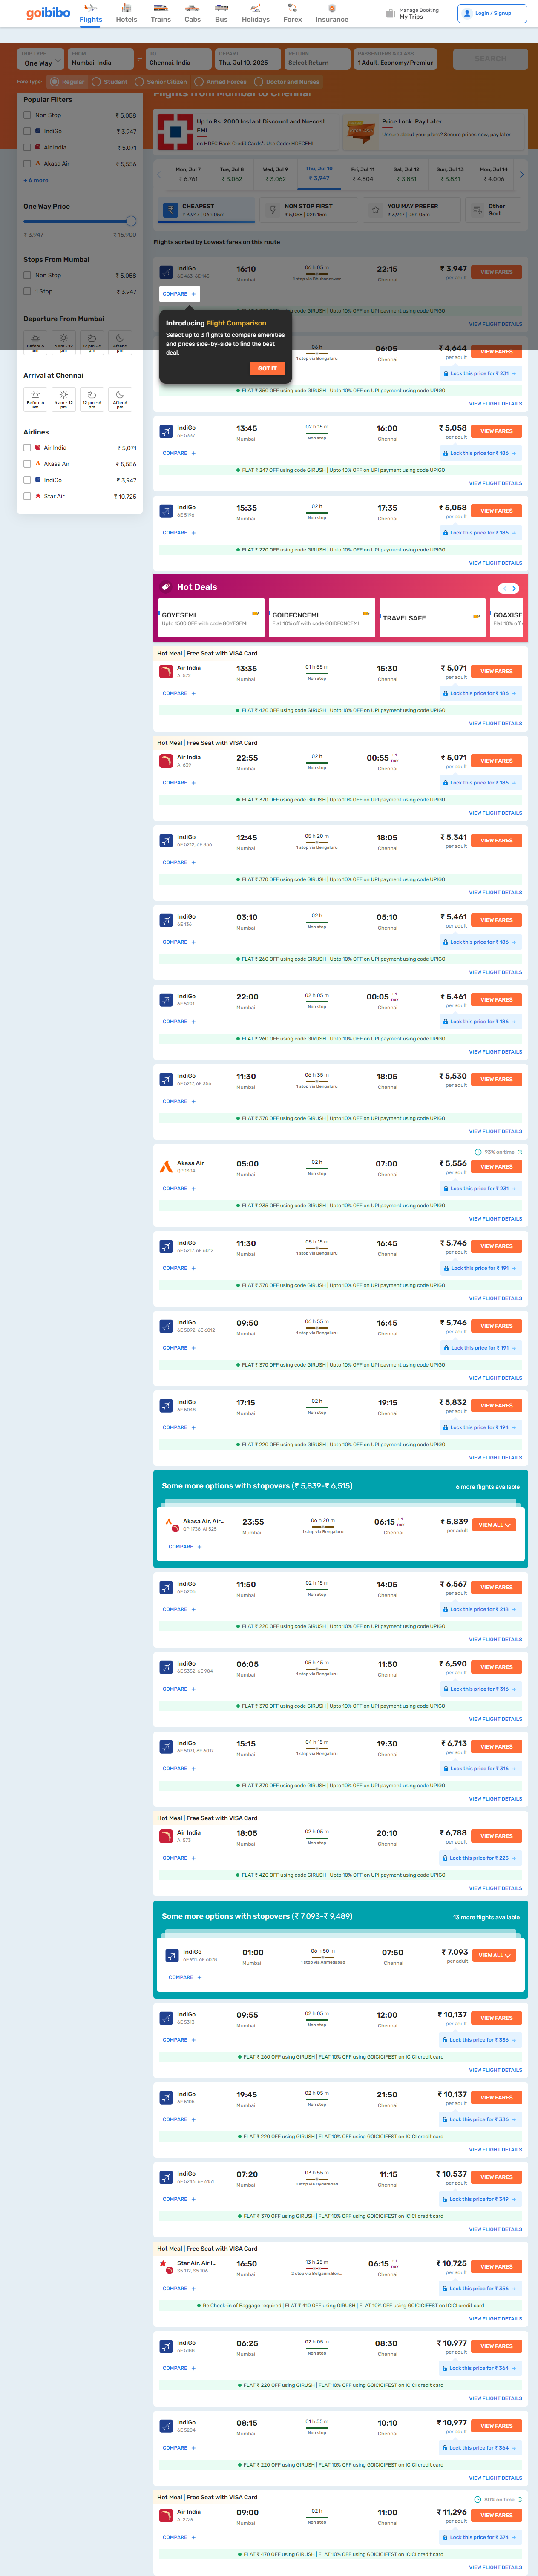 goibibo
Flights
Hotels
Trains
Cabs
Bus
Holidays
Forex
Insurance
Manage Booking
My Trips
Login / Signup
TRIP TYPE
One Way
FROM
Mumbai, India
TO
Chennai, India
DEPART
Thu, Jul 10, 2025
RETURN
Select Return
PASSENGERS & CLASS
1 Adult, Economy/Premium
SEARCH
Fare Type:
Regular
Student
Senior Citizen
Armed Forces
Doctor and Nurses
Popular Filters
Non Stop ₹ 5,058
IndiGo ₹ 3,947
Air India ₹ 5,071
Akasa Air ₹ 5,556
+ 6 more
One Way Price
₹ 3,947 ₹ 15,900
Stops From Mumbai
Non Stop ₹ 5,058
1 Stop ₹ 3,947
Departure From Mumbai
Before 6 am
6 am - 12 pm
12 pm - 6 pm
After 6 pm
Arrival at Chennai
Before 6 am
6 am - 12 pm
12 pm - 6 pm
After 6 pm
Airlines
Air India ₹ 5,071
Akasa Air ₹ 5,556
IndiGo ₹ 3,947
Star Air ₹ 10,725
Flights from Mumbai to Chennai
Up to Rs. 2000 Instant Discount and No-cost EMI
on HDFC Bank Credit Cards*. Use Code: HDFCEMI
Price Lock: Pay Later
Unsure about your plans? Secure prices now, pay later
Mon, Jul 7 ₹ 6,761
Tue, Jul 8 ₹ 3,062
Wed, Jul 9 ₹ 3,062
Thu, Jul 10 ₹ 3,947
Fri, Jul 11 ₹ 4,504
Sat, Jul 12 ₹ 3,831
Sun, Jul 13 ₹ 3,831
Mon, Jul 14 ₹ 4,006
CHEAPEST
₹ 3,947 | 06h 05m
NON STOP FIRST
₹ 5,058 | 02h 15m
YOU MAY PREFER
₹ 3,947 | 06h 05m
Other Sort
Flights sorted by Lowest fares on this route
IndiGo 16:10 06 h 05 m 22:15 ₹ 3,947 VIEW FARES
Mumbai 1 stop via Bhubaneswar Chennai per adult
COMPARE +
Introducing Flight Comparison
Select up to 3 flights to compare amenities and prices side-by-side to find the best deal.
GOT IT
06 h 06:05 ₹ 4,644 VIEW FARES
1 stop via Bengaluru Chennai per adult
Lock this price for ₹ 231 →
FLAT ₹ 350 OFF using code GIRUSH | Upto 10% OFF on UPI payment using code UPIGO
VIEW FLIGHT DETAILS
IndiGo 13:45 02 h 15 m 16:00 ₹ 5,058 VIEW FARES
6E 5337 Mumbai Non stop Chennai per adult
COMPARE + Lock this price for ₹ 186 →
FLAT ₹ 247 OFF using code GIRUSH | Upto 10% OFF on UPI payment using code UPIGO
VIEW FLIGHT DETAILS
IndiGo 15:35 02 h 17:35 ₹ 5,058 VIEW FARES
6E 5196 Mumbai Non stop Chennai per adult
COMPARE + Lock this price for ₹ 186 →
FLAT ₹ 220 OFF using code GIRUSH | Upto 10% OFF on UPI payment using code UPIGO
VIEW FLIGHT DETAILS
Hot Deals
GOYESEMI
Upto 1500 OFF with code GOYESEMI
GOIDFCNCEMI
Flat 10% off with code GOIDFCNCEMI
TRAVELSAFE
GOAXISE
Flat 10% off
Hot Meal | Free Seat with VISA Card
Air India 13:35 01 h 55 m 15:30 ₹ 5,071 VIEW FARES
AI 572 Mumbai Non stop Chennai per adult
COMPARE + Lock this price for ₹ 186 →
FLAT ₹ 420 OFF using code GIRUSH | Upto 10% OFF on UPI payment using code UPIGO
VIEW FLIGHT DETAILS
Hot Meal | Free Seat with VISA Card
Air India 22:55 02 h 00:55 +1 DAY ₹ 5,071 VIEW FARES
AI 639 Mumbai Non stop Chennai per adult
COMPARE + Lock this price for ₹ 186 →
FLAT ₹ 370 OFF using code GIRUSH | Upto 10% OFF on UPI payment using code UPIGO
VIEW FLIGHT DETAILS
IndiGo 12:45 05 h 20 m 18:05 ₹ 5,341 VIEW FARES
6E 5212, 6E 356 Mumbai 1 stop via Bengaluru Chennai per adult
COMPARE +
FLAT ₹ 370 OFF using code GIRUSH | Upto 10% OFF on UPI payment using code UPIGO
VIEW FLIGHT DETAILS
IndiGo 03:10 02 h 05:10 ₹ 5,461 VIEW FARES
6E 136 Mumbai Non stop Chennai per adult
COMPARE + Lock this price for ₹ 186 →
FLAT ₹ 260 OFF using code GIRUSH | Upto 10% OFF on UPI payment using code UPIGO
VIEW FLIGHT DETAILS
IndiGo 22:00 02 h 05 m 00:05 +1 DAY ₹ 5,461 VIEW FARES
6E 5291 Mumbai Non stop Chennai per adult
COMPARE + Lock this price for ₹ 186 →
FLAT ₹ 260 OFF using code GIRUSH | Upto 10% OFF on UPI payment using code UPIGO
VIEW FLIGHT DETAILS
IndiGo 11:30 06 h 35 m 18:05 ₹ 5,530 VIEW FARES
6E 5217, 6E 356 Mumbai 1 stop via Bengaluru Chennai per adult
COMPARE +
FLAT ₹ 370 OFF using code GIRUSH | Upto 10% OFF on UPI payment using code UPIGO
VIEW FLIGHT DETAILS
93% on time
Akasa Air 05:00 02 h 07:00 ₹ 5,556 VIEW FARES
QP 1304 Mumbai Non stop Chennai per adult
COMPARE + Lock this price for ₹ 231 →
FLAT ₹ 235 OFF using code GIRUSH | Upto 10% OFF on UPI payment using code UPIGO
VIEW FLIGHT DETAILS
IndiGo 11:30 05 h 15 m 16:45 ₹ 5,746 VIEW FARES
6E 5217, 6E 6012 Mumbai 1 stop via Bengaluru Chennai per adult
COMPARE + Lock this price for ₹ 191 →
FLAT ₹ 370 OFF using code GIRUSH | Upto 10% OFF on UPI payment using code UPIGO
VIEW FLIGHT DETAILS
IndiGo 09:50 06 h 55 m 16:45 ₹ 5,746 VIEW FARES
6E 5093, 6E 6012 Mumbai 1 stop via Bengaluru Chennai per adult
COMPARE + Lock this price for ₹ 191 →
FLAT ₹ 370 OFF using code GIRUSH | Upto 10% OFF on UPI payment using code UPIGO
VIEW FLIGHT DETAILS
IndiGo 17:15 02 h 19:15 ₹ 5,832 VIEW FARES
6E 5048 Mumbai Non stop Chennai per adult
COMPARE + Lock this price for ₹ 194 →
FLAT ₹ 220 OFF using code GIRUSH | Upto 10% OFF on UPI payment using code UPIGO
VIEW FLIGHT DETAILS
Some more options with stopovers (₹ 5,839-₹ 6,515) 6 more flights available
Akasa Air, Air... 23:55 06 h 20 m 06:15 +1 DAY ₹ 5,839 VIEW ALL
QP 1738, AI 525 Mumbai 1 stop via Bengaluru Chennai per adult
COMPARE +
IndiGo 11:50 02 h 15 m 14:05 ₹ 6,567 VIEW FARES
6E 5206 Mumbai Non stop Chennai per adult
COMPARE + Lock this price for ₹ 218 →
FLAT ₹ 220 OFF using code GIRUSH | Upto 10% OFF on UPI payment using code UPIGO
VIEW FLIGHT DETAILS
IndiGo 06:05 05 h 45 m 11:50 ₹ 6,590 VIEW FARES
6E 5352, 6E 904 Mumbai 1 stop via Bengaluru Chennai per adult
COMPARE + Lock this price for ₹ 316 →
FLAT ₹ 370 OFF using code GIRUSH | Upto 10% OFF on UPI payment using code UPIGO
VIEW FLIGHT DETAILS
IndiGo 15:15 04 h 15 m 19:30 ₹ 6,713 VIEW FARES
6E 5071, 6E 6017 Mumbai 1 stop via Bengaluru Chennai per adult
COMPARE + Lock this price for ₹ 316 →
FLAT ₹ 370 OFF using code GIRUSH | Upto 10% OFF on UPI payment using code UPIGO
VIEW FLIGHT DETAILS
Hot Meal | Free Seat with VISA Card
Air India 18:05 02 h 05 m 20:10 ₹ 6,788 VIEW FARES
AI 573 Mumbai Non stop Chennai per adult
COMPARE + Lock this price for ₹ 225 →
FLAT ₹ 420 OFF using code GIRUSH | Upto 10% OFF on UPI payment using code UPIGO
VIEW FLIGHT DETAILS
Some more options with stopovers (₹ 7,093-₹ 9,489) 13 more flights available
IndiGo 01:00 06 h 50 m 07:50 ₹ 7,093 VIEW ALL
6E 911, 6E 6078 Mumbai 1 stop via Ahmedabad Chennai per adult
COMPARE +
IndiGo 09:55 02 h 05 m 12:00 ₹ 10,137 VIEW FARES
6E 5313 Mumbai Non stop Chennai per adult
COMPARE + Lock this price for ₹ 336 →
FLAT ₹ 260 OFF using GIRUSH | FLAT 10% OFF using GOICICIFEST on ICICI credit card
VIEW FLIGHT DETAILS
IndiGo 19:45 02 h 05 m 21:50 ₹ 10,137 VIEW FARES
6E 5105 Mumbai Non stop Chennai per adult
COMPARE + Lock this price for ₹ 336 →
FLAT ₹ 220 OFF using GIRUSH | FLAT 10% OFF using GOICICIFEST on ICICI credit card
VIEW FLIGHT DETAILS
IndiGo 07:20 03 h 55 m 11:15 ₹ 10,537 VIEW FARES
6E 5246, 6E 6151 Mumbai 1 stop via Hyderabad Chennai per adult
COMPARE + Lock this price for ₹ 349 →
FLAT ₹ 370 OFF using GIRUSH | FLAT 10% OFF using GOICICIFEST on ICICI credit card
VIEW FLIGHT DETAILS
Hot Meal | Free Seat with VISA Card
Star Air, Air I... 16:50 13 h 25 m 06:15 +1 DAY ₹ 10,725 VIEW FARES
S5 112, S5 106 Mumbai 2 stop via Belgaum,Ben... Chennai per adult
COMPARE + Lock this price for ₹ 356 →
Re Check-in of Baggage required | FLAT ₹ 410 OFF using GIRUSH | FLAT 10% OFF using GOICICIFEST on ICICI credit card
VIEW FLIGHT DETAILS
IndiGo 06:25 02 h 05 m 08:30 ₹ 10,977 VIEW FARES
6E 5188 Mumbai Non stop Chennai per adult
COMPARE + Lock this price for ₹ 364 →
FLAT ₹ 220 OFF using GIRUSH | FLAT 10% OFF using GOICICIFEST on ICICI credit card
VIEW FLIGHT DETAILS
IndiGo 08:15 01 h 55 m 10:10 ₹ 10,977 VIEW FARES
6E 5204 Mumbai Non stop Chennai per adult
COMPARE + Lock this price for ₹ 364 →
FLAT ₹ 220 OFF using GIRUSH | FLAT 10% OFF using GOICICIFEST on ICICI credit card
VIEW FLIGHT DETAILS
Hot Meal | Free Seat with VISA Card 80% on time
Air India 09:00 02 h 11:00 ₹ 11,296 VIEW FARES
AI 2739 Mumbai Non stop Chennai per adult
COMPARE + Lock this price for ₹ 374 →
FLAT ₹ 470 OFF using GIRUSH | FLAT 10% OFF using GOICICIFEST on ICICI credit card
VIEW FLIGHT DETAILS